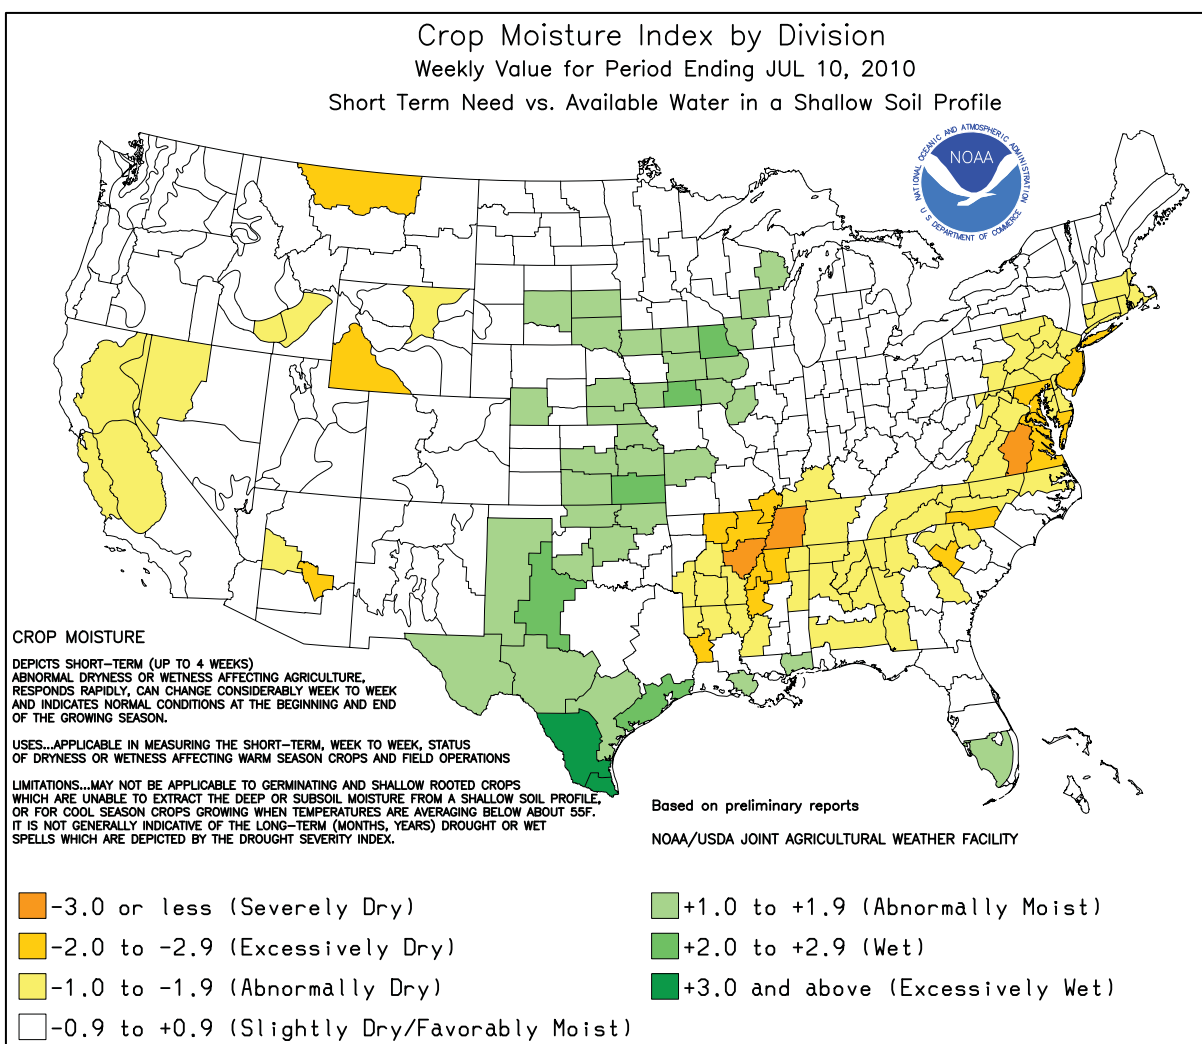 Crop Moisture Index by Division
Weekly Value for Period Ending JUL 10, 2010
Short Term Need vs. Available Water in a Shallow Soil Profile
NATIONAL OCEANIC AND ATMOSPHERIC ADMINISTRATION
NOAA
U S DEPARTMENT OF COMMERCE
CROP MOISTURE
DEPICTS SHORT-TERM (UP TO 4 WEEKS)
ABNORMAL DRYNESS OR WETNESS AFFECTING AGRICULTURE,
RESPONDS RAPIDLY, CAN CHANGE CONSIDERABLY WEEK TO WEEK
AND INDICATES NORMAL CONDITIONS AT THE BEGINNING AND END
OF THE GROWING SEASON.
USES...APPLICABLE IN MEASURING THE SHORT-TERM, WEEK TO WEEK, STATUS
OF DRYNESS OR WETNESS AFFECTING WARM SEASON CROPS AND FIELD OPERATIONS
LIMITATIONS...MAY NOT BE APPLICABLE TO GERMINATING AND SHALLOW ROOTED CROPS
WHICH ARE UNABLE TO EXTRACT THE DEEP OR SUBSOIL MOISTURE FROM A SHALLOW SOIL PROFILE,
OR FOR COOL SEASON CROPS GROWING WHEN TEMPERATURES ARE AVERAGING BELOW ABOUT 55F.
IT IS NOT GENERALLY INDICATIVE OF THE LONG-TERM (MONTHS, YEARS) DROUGHT OR WET
SPELLS WHICH ARE DEPICTED BY THE DROUGHT SEVERITY INDEX.
Based on preliminary reports
NOAA/USDA JOINT AGRICULTURAL WEATHER FACILITY
-3.0 or less (Severely Dry)
-2.0 to -2.9 (Excessively Dry)
-1.0 to -1.9 (Abnormally Dry)
-0.9 to +0.9 (Slightly Dry/Favorably Moist)
+1.0 to +1.9 (Abnormally Moist)
+2.0 to +2.9 (Wet)
+3.0 and above (Excessively Wet)